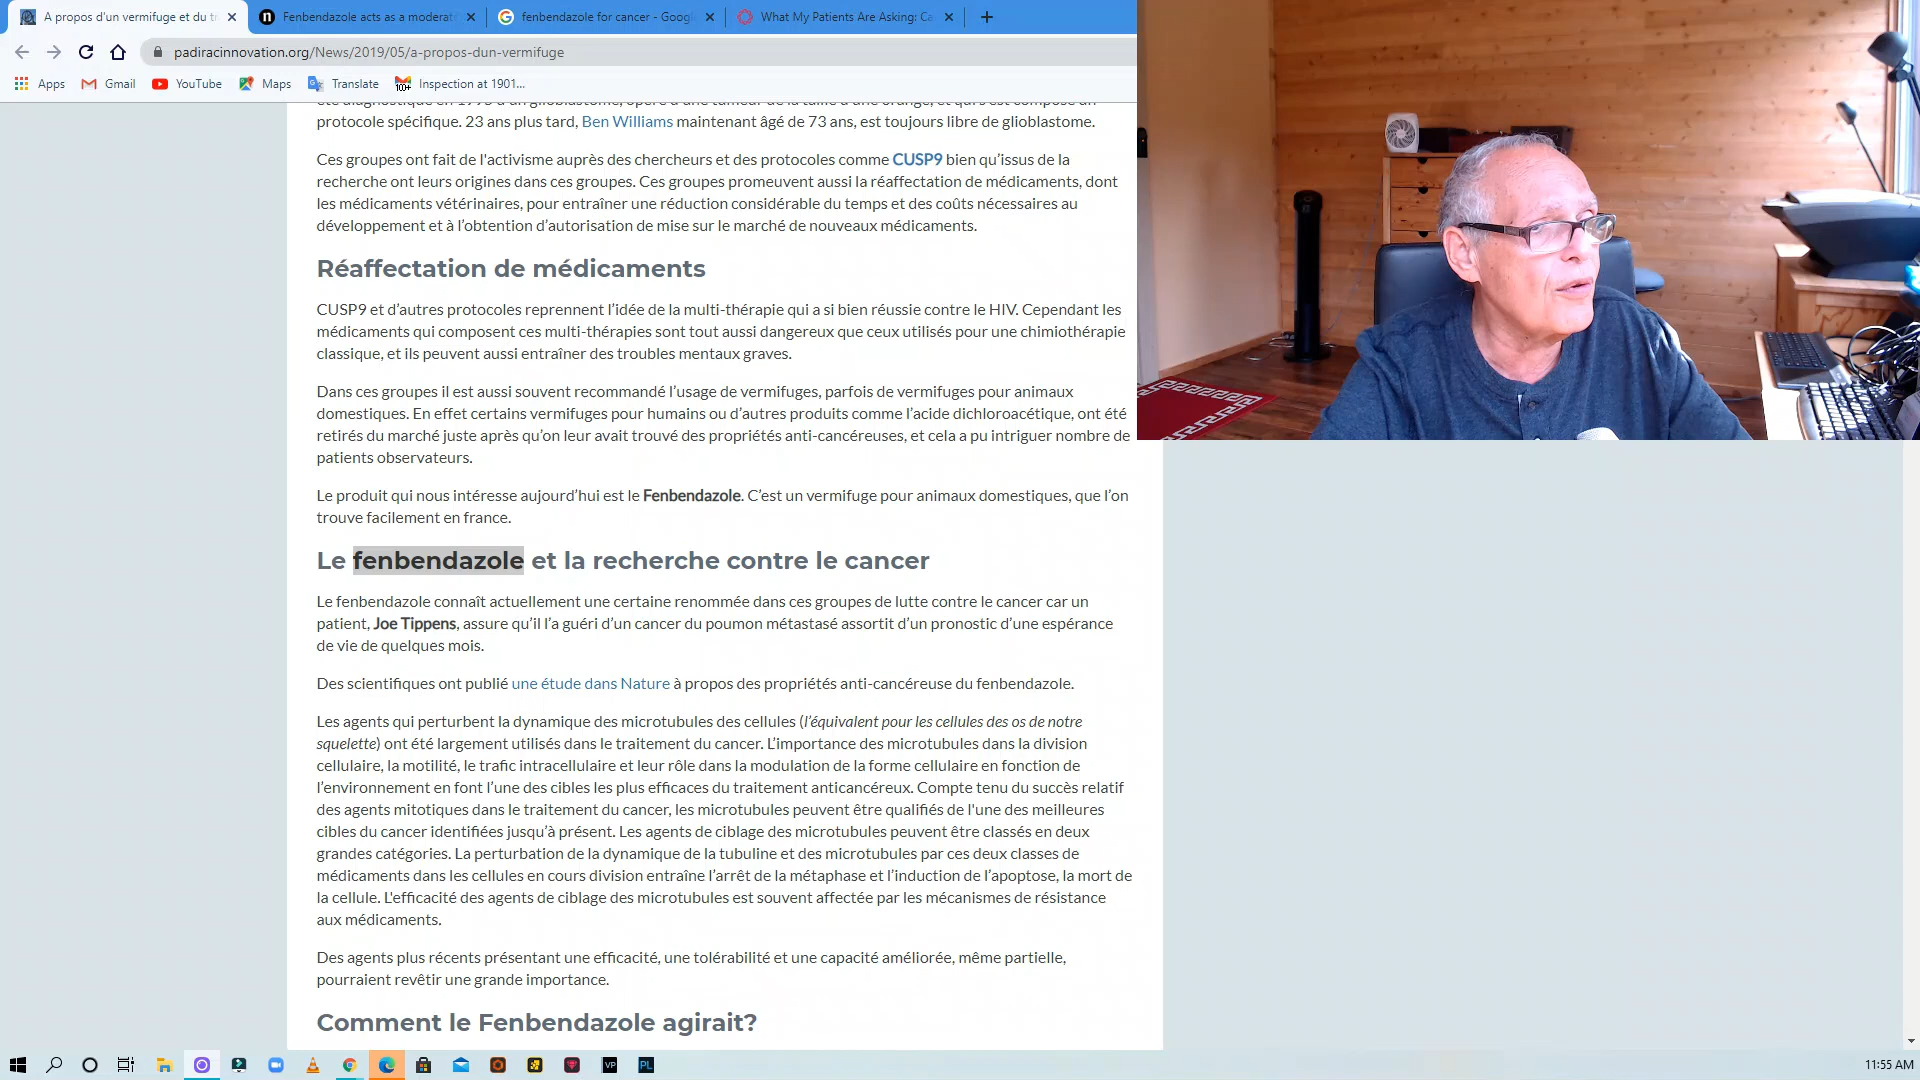 A propos d'un vermifuge et du tr
Fenbendazole acts as a moderat
fenbendazole for cancer - Googl
What My Patients Are Asking: Ca
padiracinnovation.org/News/2019/05/a-propos-dun-vermifuge
Apps
Gmail
YouTube
Maps
Translate
100+
Inspection at 1901...
été diagnostiqué en 1995 d'un glioblastome, opéré d'une tumeur de la taille d'une orange, et qui s'est composé un
protocole spécifique. 23 ans plus tard, Ben Williams maintenant âgé de 73 ans, est toujours libre de glioblastome.
Ces groupes ont fait de l'activisme auprès des chercheurs et des protocoles comme CUSP9 bien qu’issus de la
recherche ont leurs origines dans ces groupes. Ces groupes promeuvent aussi la réaffectation de médicaments, dont
les médicaments vétérinaires, pour entraîner une réduction considérable du temps et des coûts nécessaires au
développement et à l’obtention d’autorisation de mise sur le marché de nouveaux médicaments.
Réaffectation de médicaments
CUSP9 et d’autres protocoles reprennent l’idée de la multi-thérapie qui a si bien réussie contre le HIV. Cependant les
médicaments qui composent ces multi-thérapies sont tout aussi dangereux que ceux utilisés pour une chimiothérapie
classique, et ils peuvent aussi entraîner des troubles mentaux graves.
Dans ces groupes il est aussi souvent recommandé l’usage de vermifuges, parfois de vermifuges pour animaux
domestiques. En effet certains vermifuges pour humains ou d’autres produits comme l’acide dichloroacétique, ont été
retirés du marché juste après qu’on leur avait trouvé des propriétés anti-cancéreuses, et cela a pu intriguer nombre de
patients observateurs.
Le produit qui nous intéresse aujourd’hui est le Fenbendazole. C’est un vermifuge pour animaux domestiques, que l’on
trouve facilement en france.
Le fenbendazole et la recherche contre le cancer
Le fenbendazole connaît actuellement une certaine renommée dans ces groupes de lutte contre le cancer car un
patient, Joe Tippens, assure qu’il l’a guéri d’un cancer du poumon métastasé assortit d’un pronostic d’une espérance
de vie de quelques mois.
Des scientifiques ont publié une étude dans Nature à propos des propriétés anti-cancéreuse du fenbendazole.
Les agents qui perturbent la dynamique des microtubules des cellules (l’équivalent pour les cellules des os de notre
squelette) ont été largement utilisés dans le traitement du cancer. L’importance des microtubules dans la division
cellulaire, la motilité, le trafic intracellulaire et leur rôle dans la modulation de la forme cellulaire en fonction de
l’environnement en font l’une des cibles les plus efficaces du traitement anticancéreux. Compte tenu du succès relatif
des agents mitotiques dans le traitement du cancer, les microtubules peuvent être qualifiés de l'une des meilleures
cibles du cancer identifiées jusqu’à présent. Les agents de ciblage des microtubules peuvent être classés en deux
grandes catégories. La perturbation de la dynamique de la tubuline et des microtubules par ces deux classes de
médicaments dans les cellules en cours division entraîne l’arrêt de la métaphase et l’induction de l’apoptose, la mort de
la cellule. L'efficacité des agents de ciblage des microtubules est souvent affectée par les mécanismes de résistance
aux médicaments.
Des agents plus récents présentant une efficacité, une tolérabilité et une capacité améliorée, même partielle,
pourraient revêtir une grande importance.
Comment le Fenbendazole agirait?
VP
PL
11:55 AM